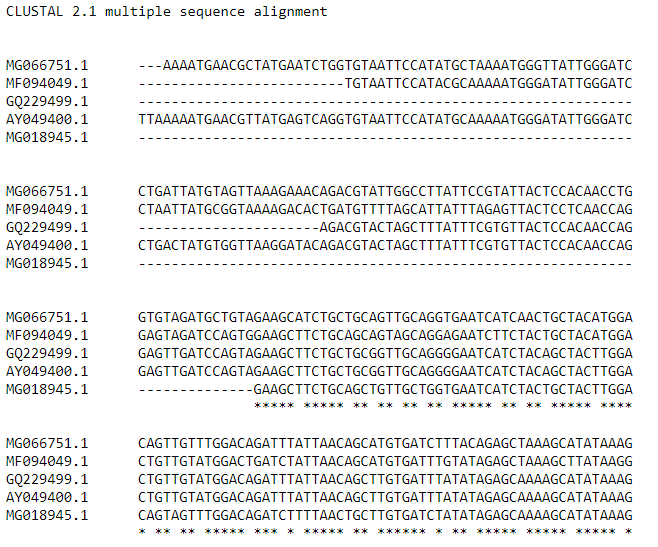 CLUSTAL 2.1 multiple sequence alignment
MG066751.1 ---AAAATGAACGCTATGAATCTGGTGTAATTCCATATGCTAAAATGGGTTATTGGGATC
MF094049.1 -------------------------TGTAATTCCATACGCAAAAATGGGATATTGGGATC
GQ229499.1 ------------------------------------------------------------
AY049400.1 TTAAAAATGAACGTTATGAGTCAGGTGTAATTCCATATGCAAAAATGGGATATTGGGATC
MG018945.1 ------------------------------------------------------------
MG066751.1 CTGATTATGTAGTTAAAGAAACAGACGTATTGGCCTTATTCCGTATTACTCCACAACCTG
MF094049.1 CTAATTATGCGGTAAAAGACACTGATGTTTTAGCATTATTTAGAGTTACTCCTCAACCAG
GQ229499.1 ----------------------AGACGTACTAGCTTTATTTCGTGTTACTCCACAACCAG
AY049400.1 CTGACTATGTGGTTAAGGATACAGACGTACTAGCTTTATTTCGTGTTACTCCACAACCAG
MG018945.1 ------------------------------------------------------------
MG066751.1 GTGTAGATGCTGTAGAAGCATCTGCTGCAGTTGCAGGTGAATCATCAACTGCTACATGGA
MF094049.1 GAGTAGATCCAGTGGAAGCTTCTGCAGCAGTAGCAGGAGAATCTTCTACTGCTACATGGA
GQ229499.1 GAGTTGATCCAGTAGAAGCTTCTGCTGCGGTTGCAGGGGAATCATCTACAGCTACTTGGA
AY049400.1 GAGTTGATCCAGTAGAAGCTTCTGCTGCGGTTGCAGGGGAATCATCTACAGCTACTTGGA
MG018945.1 --------------GAAGCTTCTGCAGCTGTTGCTGGTGAATCATCTACTGCTACTTGGA
***** ***** ** ** ** ** ***** ** ** ***** ****
MG066751.1 CAGTTGTTTGGACAGATTTATTAACAGCATGTGATCTTTACAGAGCTAAAGCATATAAAG
MF094049.1 CTGTTGTATGGACTGATCTATTAACAGCATGTGATTTGTATAGAGCTAAAGCTTATAAGG
GQ229499.1 CTGTTGTATGGACAGATTTATTAACAGCTTGTGATTTATATAGAGCAAAAGCATATAAAG
AY049400.1 CTGTTGTATGGACAGATTTATTAACAGCTTGTGATTTATATAGAGCAAAAGCATATAAAG
MG018945.1 CAGTAGTTTGGACAGATCTTTTAACTGCTTGTGATCTATATAGAGCAAAAGCATATAAAG
* ** ** ***** *** * ***** ** ****** * ** ***** ***** ***** *